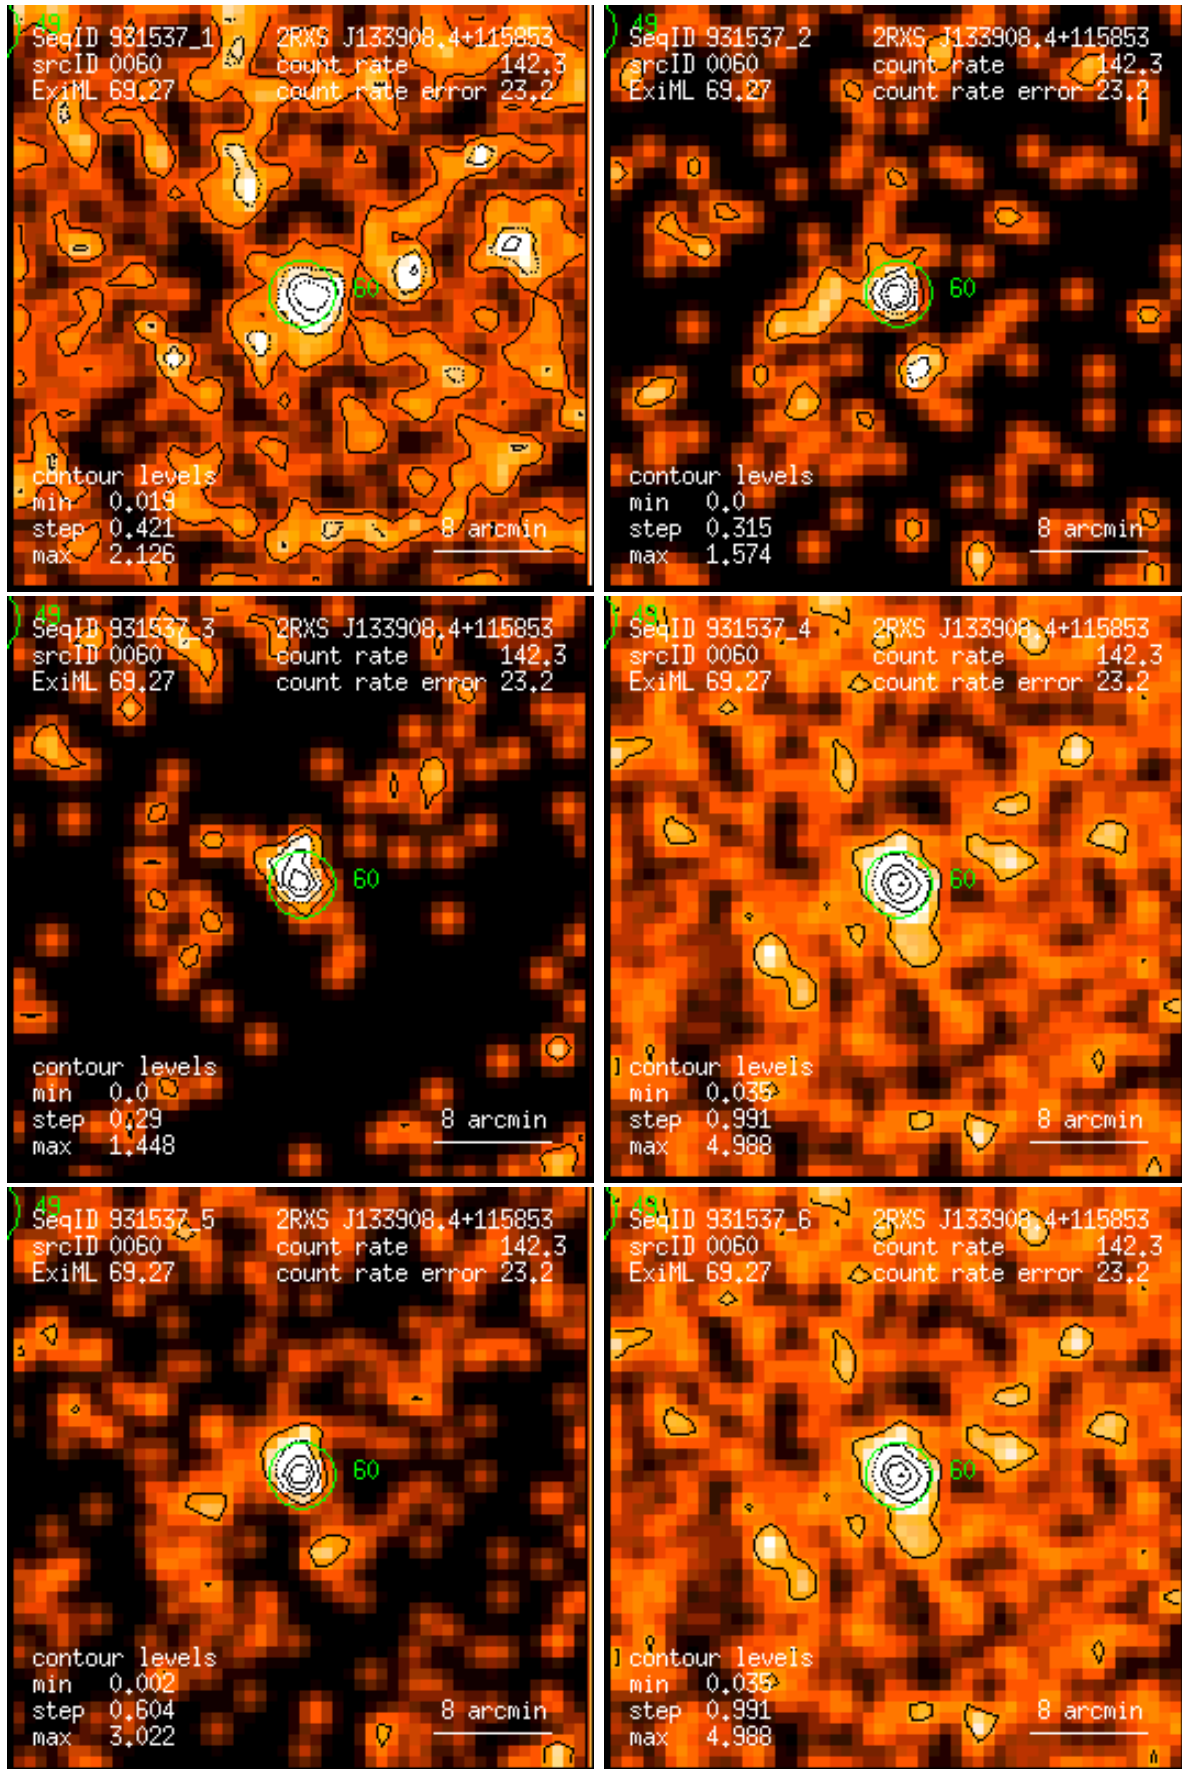 49
SeqID 931537_1 2RXS J133908.4+115853
srcID 0060 count rate 142.3
ExiML 69.27 count rate error 23.2
60
contour levels
min 0.019
step 0.421 8 arcmin
max 2.126
49
SeqID 931537_2 2RXS J133908.4+115853
srcID 0060 count rate 142.3
ExiML 69.27 count rate error 23.2
60
contour levels
min 0.0
step 0.315 8 arcmin
max 1.574
49
SeqID 931537_3 2RXS J133908.4+115853
srcID 0060 count rate 142.3
ExiML 69.27 count rate error 23.2
60
contour levels
min 0.0
step 0.29 8 arcmin
max 1.448
49
SeqID 931537_4 2RXS J133908.4+115853
srcID 0060 count rate 142.3
ExiML 69.27 count rate error 23.2
60
contour levels
min 0.035
step 0.991 8 arcmin
max 4.988
49
SeqID 931537_5 2RXS J133908.4+115853
srcID 0060 count rate 142.3
ExiML 69.27 count rate error 23.2
60
contour levels
min 0.002
step 0.604 8 arcmin
max 3.022
49
SeqID 931537_6 2RXS J133908.4+115853
srcID 0060 count rate 142.3
ExiML 69.27 count rate error 23.2
60
contour levels
min 0.035
step 0.991 8 arcmin
max 4.988